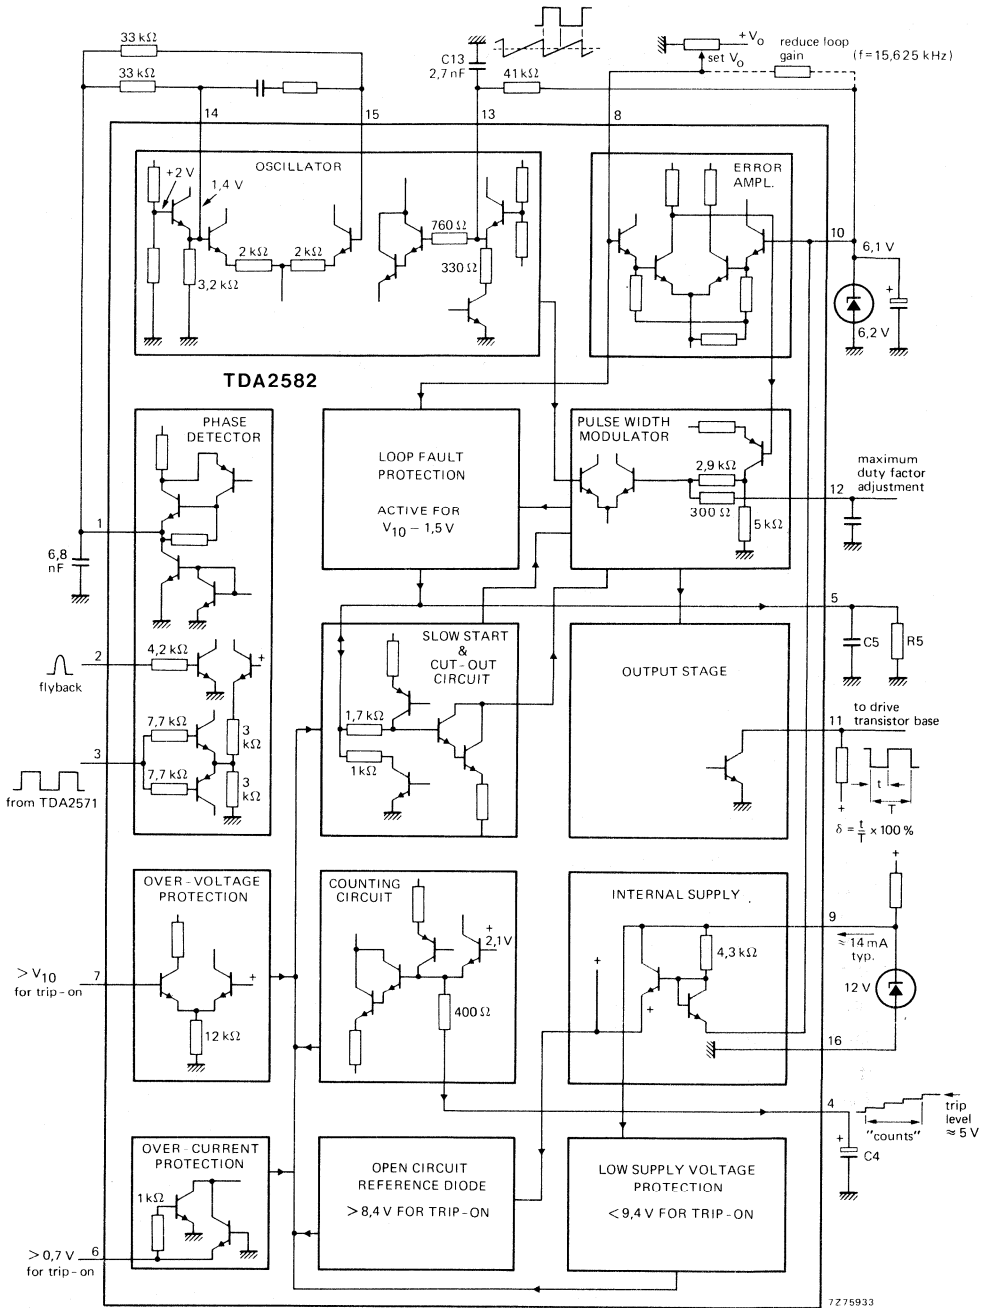 33 kΩ
33 kΩ
C13
2,7 nF
41 kΩ
+ Vo
set Vo
reduce loop
gain
(f=15,625 kHz)
14
15
13
8
OSCILLATOR
+2 V
1,4 V
2 kΩ
2 kΩ
3,2 kΩ
760 Ω
330 Ω
ERROR
AMPL.
10
6,1 V
+
6,2 V
TDA2582
PHASE
DETECTOR
1
6,8
nF
LOOP FAULT
PROTECTION
ACTIVE FOR
V10 – 1,5 V
PULSE WIDTH
MODULATOR
2,9 kΩ
300 Ω
5 kΩ
maximum
duty factor
adjustment
12
5
C5
R5
2
flyback
4,2 kΩ
+
7,7 kΩ
3
kΩ
3
from TDA2571
7,7 kΩ
3
kΩ
SLOW START
&
CUT-OUT
CIRCUIT
1,7 kΩ
1kΩ
OUTPUT STAGE
to drive
transistor base
11
+
t
T
δ = t/T × 100 %
OVER-VOLTAGE
PROTECTION
> V10
for trip-on
7
+
12 kΩ
COUNTING
CIRCUIT
+
2,1V
400 Ω
INTERNAL SUPPLY
4,3 kΩ
+
+
+
9
≈ 14 mA
typ.
12 V
16
4
trip
level
≈ 5 V
"counts"
+
C4
OVER-CURRENT
PROTECTION
1kΩ
> 0,7 V
for trip-on
6
OPEN CIRCUIT
REFERENCE DIODE
> 8,4 V FOR TRIP-ON
LOW SUPPLY VOLTAGE
PROTECTION
< 9,4 V FOR TRIP-ON
7Z75933